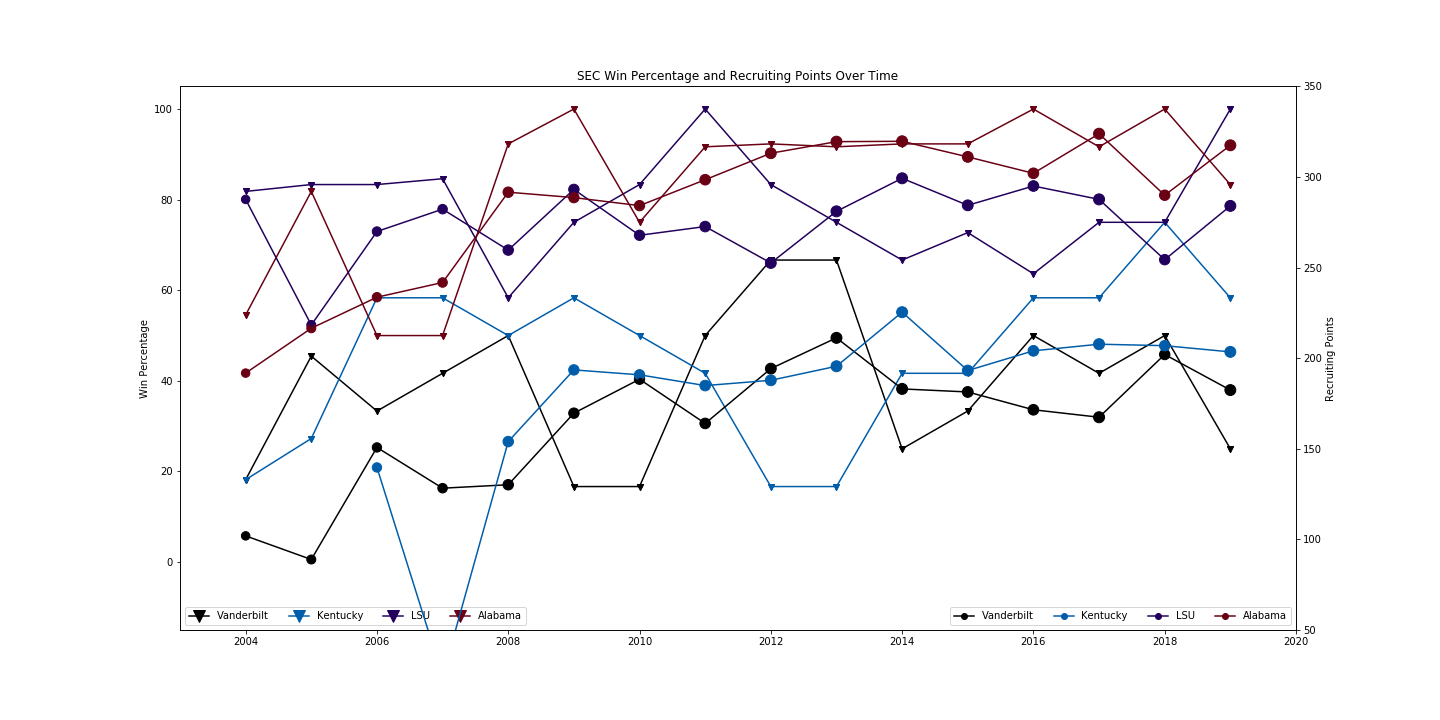 SEC Win Percentage and Recruiting Points Over Time
100
80
60
40
20
0
Win Percentage
350
300
250
200
150
100
50
Recruiting Points
Vanderbilt Kentucky LSU Alabama
Vanderbilt Kentucky LSU Alabama
2004 2006 2008 2010 2012 2014 2016 2018 2020